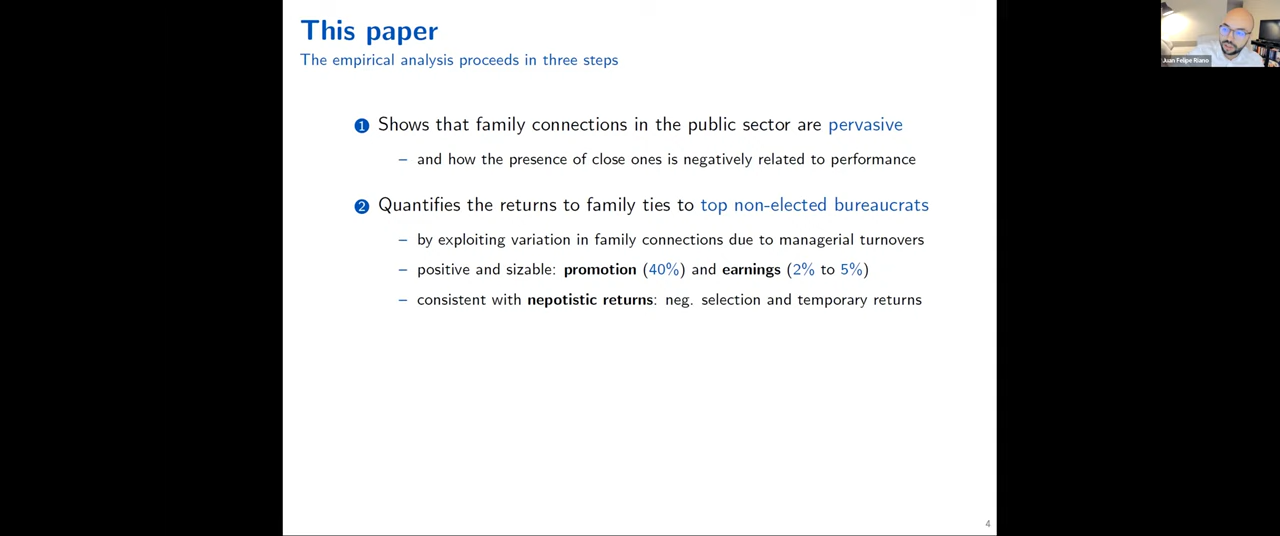 This paper
The empirical analysis proceeds in three steps
1 Shows that family connections in the public sector are pervasive
– and how the presence of close ones is negatively related to performance
2 Quantifies the returns to family ties to top non-elected bureaucrats
– by exploiting variation in family connections due to managerial turnovers
– positive and sizable: promotion (40%) and earnings (2% to 5%)
– consistent with nepotistic returns: neg. selection and temporary returns
4
Juan Felipe Riano